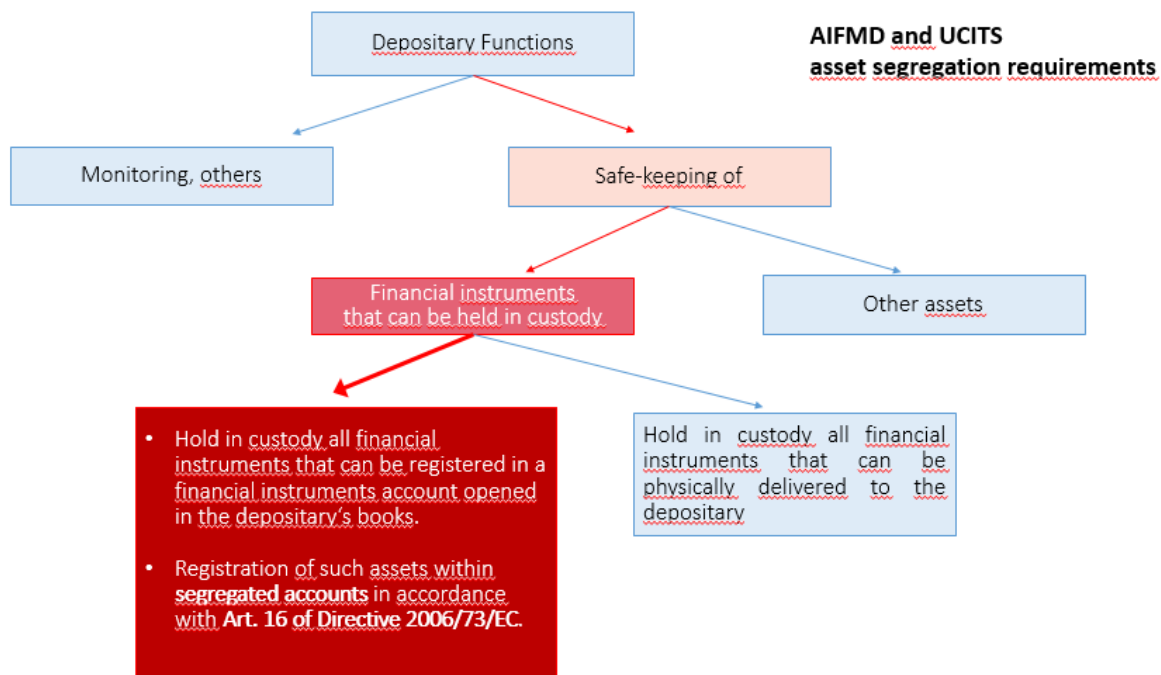 Depositary Functions
AIFMD and UCITS
asset segregation requirements
Monitoring, others
Safe-keeping of
Financial instruments
that can be held in custody
Other assets
• Hold in custody all financial
instruments that can be registered in a
financial instruments account opened
in the depositary's books.
• Registration of such assets within
segregated accounts in accordance
with Art. 16 of Directive 2006/73/EC.
Hold in custody all financial
instruments that can be
physically delivered to the
depositary